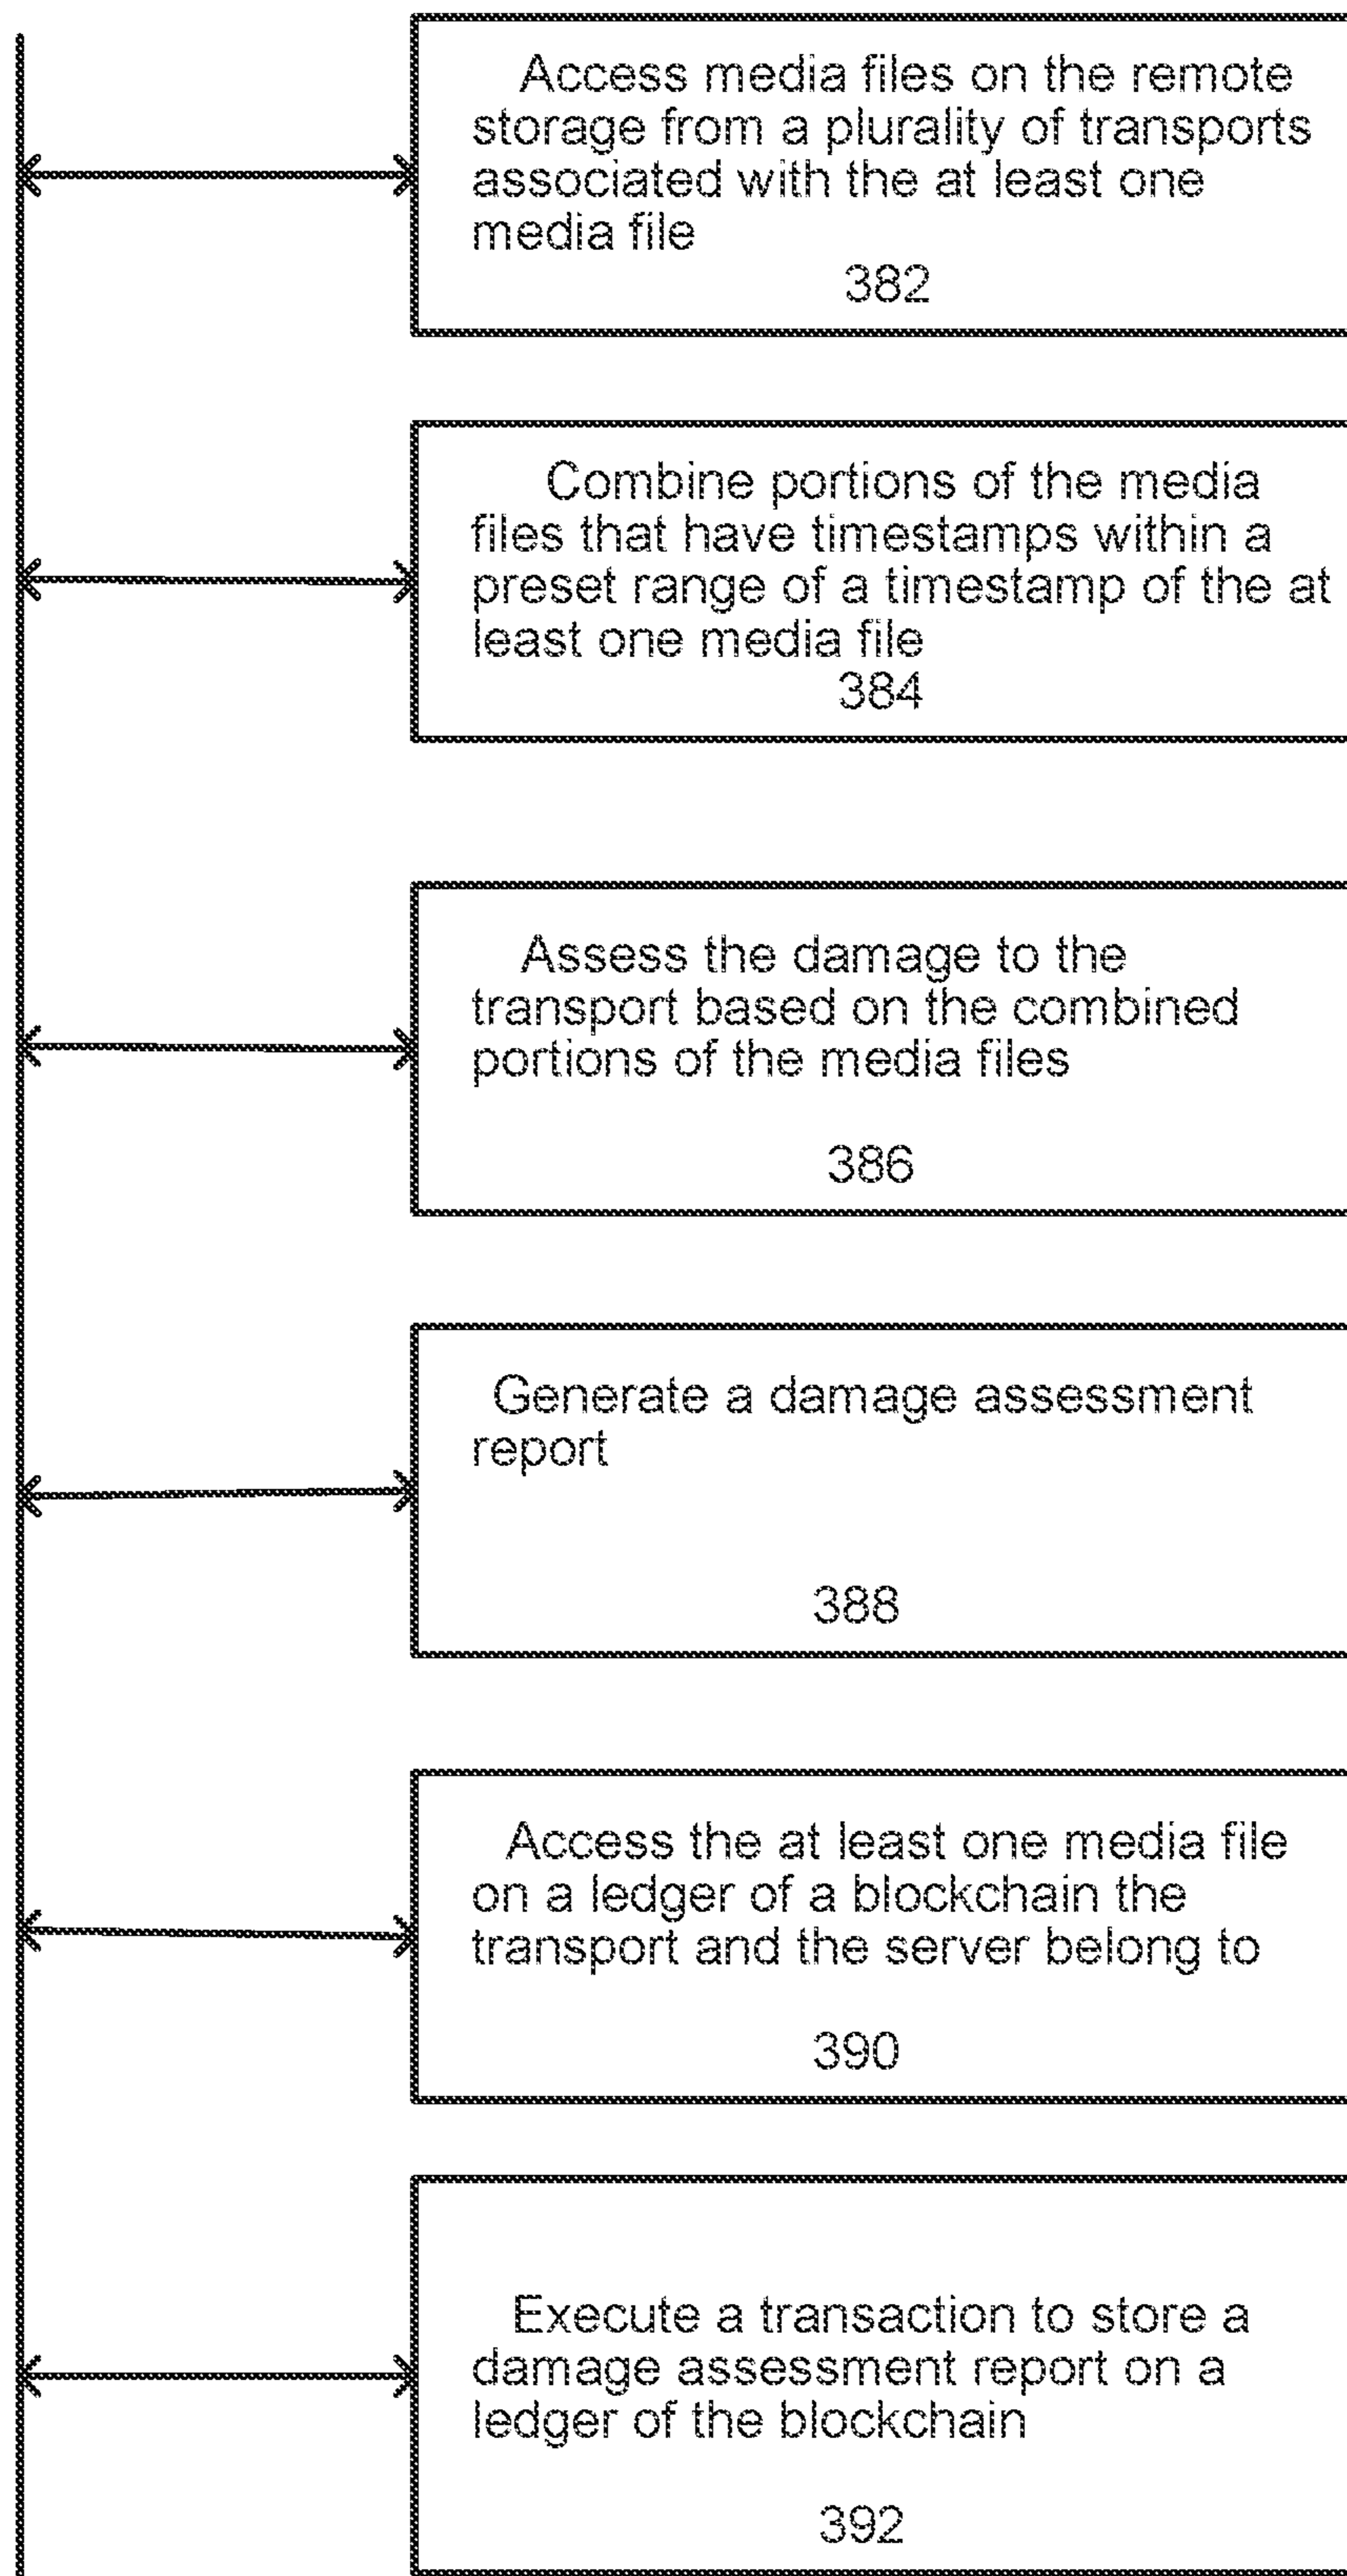 Access media files on the remote
storage from a plurality of transports
associated with the at least one
media file
382
Combine portions of the media
files that have timestamps within a
preset range of a timestamp of the at
least one media file
384
Assess the damage to the
transport based on the combined
portions of the media files
386
Generate a damage assessment
report
388
Access the at least one media file
on a ledger of a blockchain the
transport and the server belong to
390
Execute a transaction to store a
damage assessment report on a
ledger of the blockchain
392